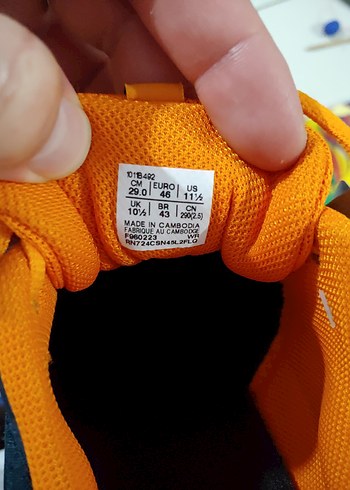 1011B492
CM EURO US
29.0 46 11½
UK BR CN
10½ 43 290(2.5)
MADE IN CAMBODIA
FABRIQUE AU CAMBODGE
F960223 WR
RN724CSN45L2FLQ